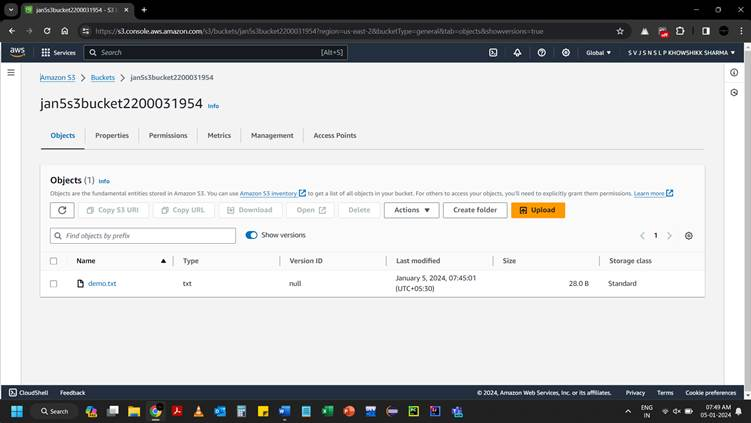 jan5s3bucket2200031954 - S3 b
https://s3.console.aws.amazon.com/s3/buckets/jan5s3bucket2200031954?region=us-east-2&bucketType=general&tab=objects&showversions=true
aws Services Search [Alt+S] Global S V J S N S L P KHOWSHIKK SHARMA
Amazon S3 > Buckets > jan5s3bucket2200031954
jan5s3bucket2200031954 Info
Objects Properties Permissions Metrics Management Access Points
Objects (1) Info
Objects are the fundamental entities stored in Amazon S3. You can use Amazon S3 inventory to get a list of all objects in your bucket. For others to access your objects, you'll need to explicitly grant them permissions. Learn more
Copy S3 URI Copy URL Download Open Delete Actions Create folder Upload
Find objects by prefix Show versions 1
Name Type Version ID Last modified Size Storage class
demo.txt txt null January 5, 2024, 07:45:01 (UTC+05:30) 28.0 B Standard
CloudShell Feedback © 2024, Amazon Web Services, Inc. or its affiliates. Privacy Terms Cookie preferences
Search ENG IN 07:49 AM 05-01-2024